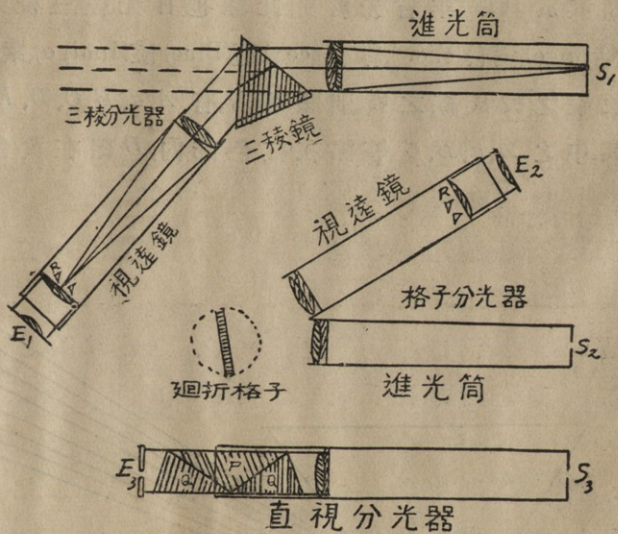 進光筒
S1
三稜分光器
三稜鏡
視遠鏡
R
V
E1
視遠鏡
R
V
E2
格子分光器
S2
進光筒
廻折格子
E3
Q
P
Q
S3
直視分光器